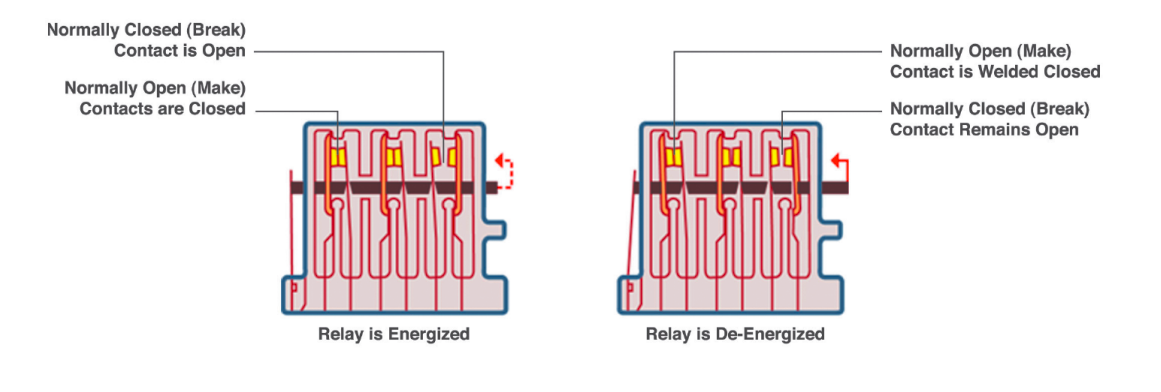 Normally Closed (Break)
Contact is Open
Normally Open (Make)
Contacts are Closed
Normally Open (Make)
Contact is Welded Closed
Normally Closed (Break)
Contact Remains Open
Relay is Energized
Relay is De-Energized